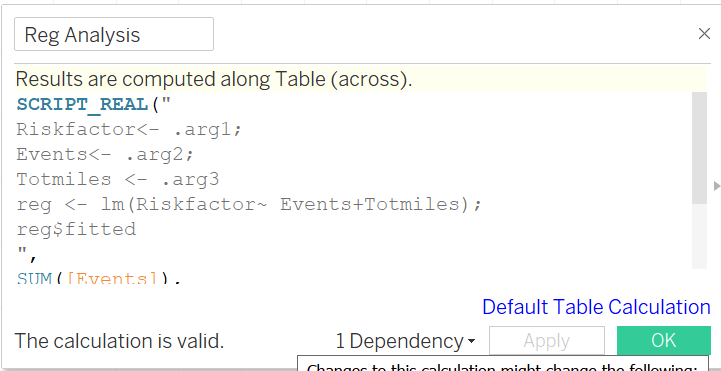 Reg Analysis
Results are computed along Table (across).
SCRIPT_REAL("
Riskfactor<- .arg1;
Events<- .arg2;
Totmiles <- .arg3
reg <- lm(Riskfactor~ Events+Totmiles);
reg$fitted
",
SUM([Events]),
Default Table Calculation
The calculation is valid.
1 Dependency
Apply
OK
Changes to this calculation might change the following: